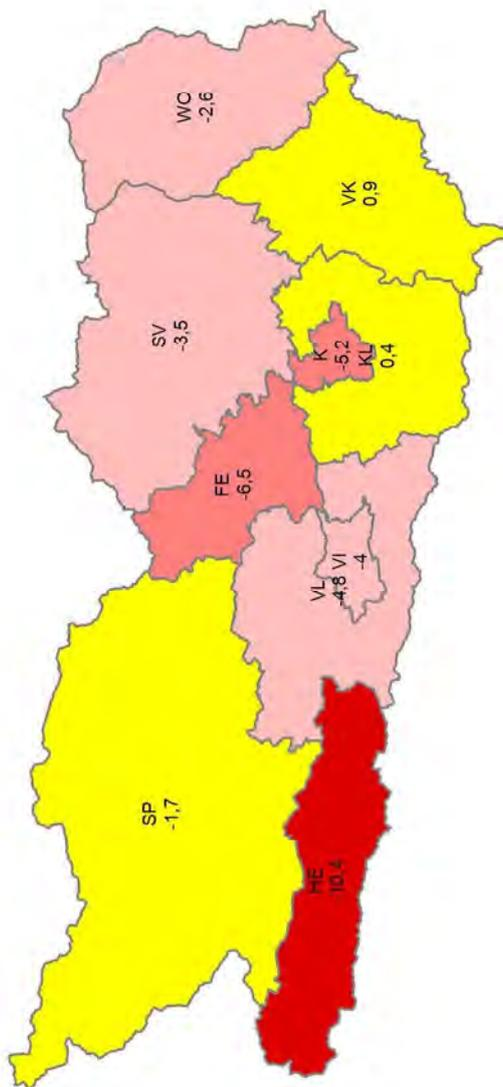 SP
-1,7
SV
-3,5
WO
-2,6
FE
-6,5
HE
-10,4
VL
-4,8
VI
-4
K
-5,2
KL
0,4
VK
0,9